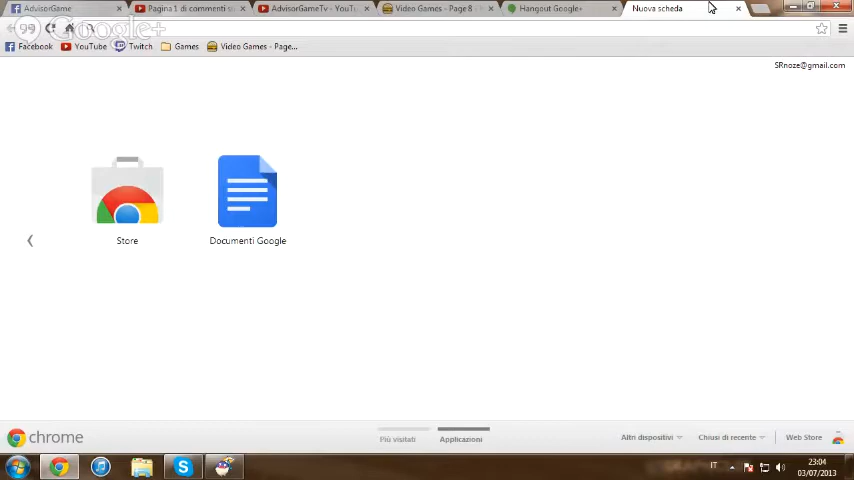 AdvisorGame
Pagina 1 di commenti s
AdvisorGameTv - YouTu
Video Games - Page 8 -
Hangout Google+
Nuova scheda
Google+
Facebook
YouTube
Twitch
Games
Video Games - Page...
SRnoze@gmail.com
Store
Documenti Google
chrome
Più visitati
Applicazioni
Altri dispositivi
Chiusi di recente
Web Store
IT
23:04
03/07/2013